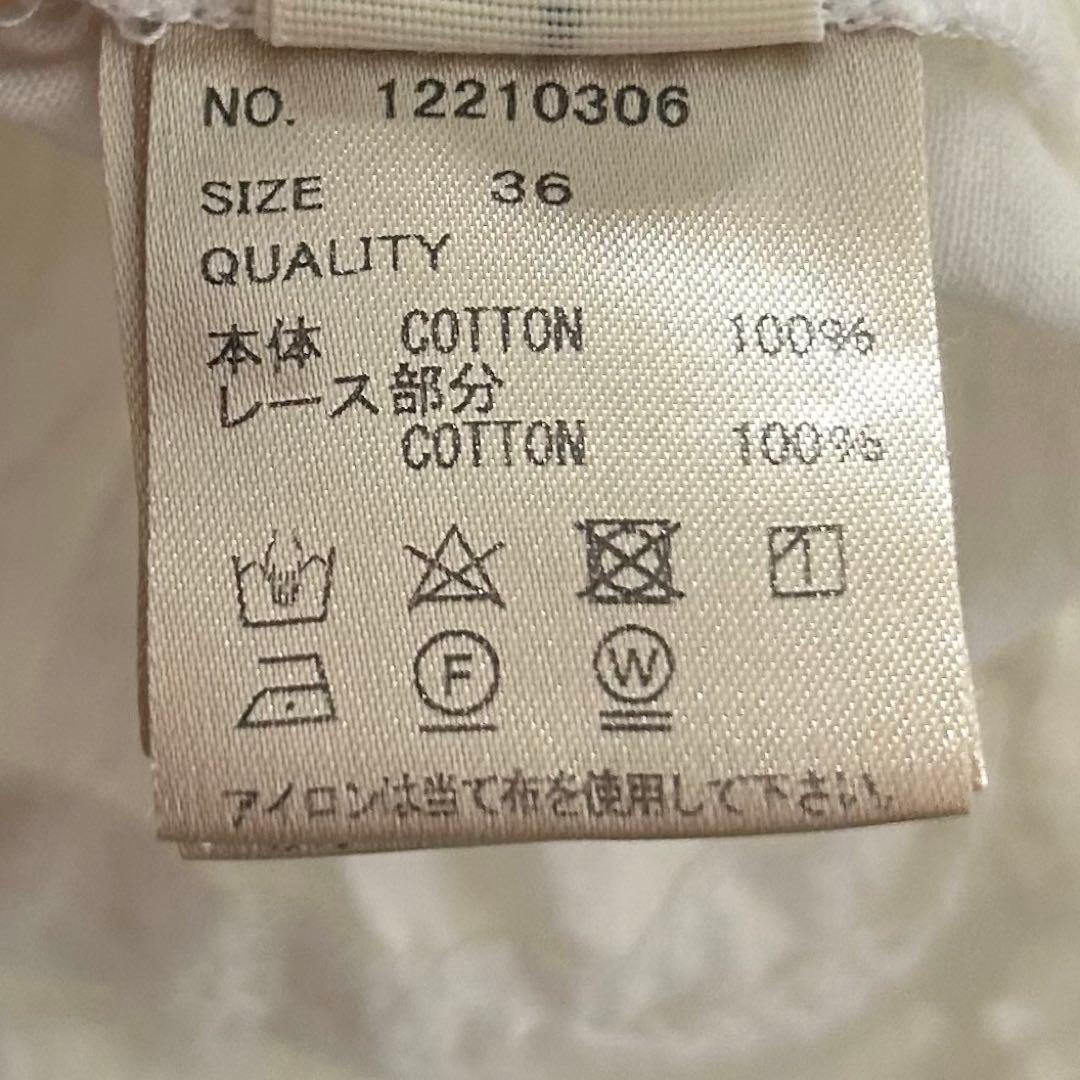 NO. 12210306
SIZE 36
QUALITY
本体 COTTON 100%
レース部分
COTTON 100%
F W
アイロンは当て布を使用して下さい。